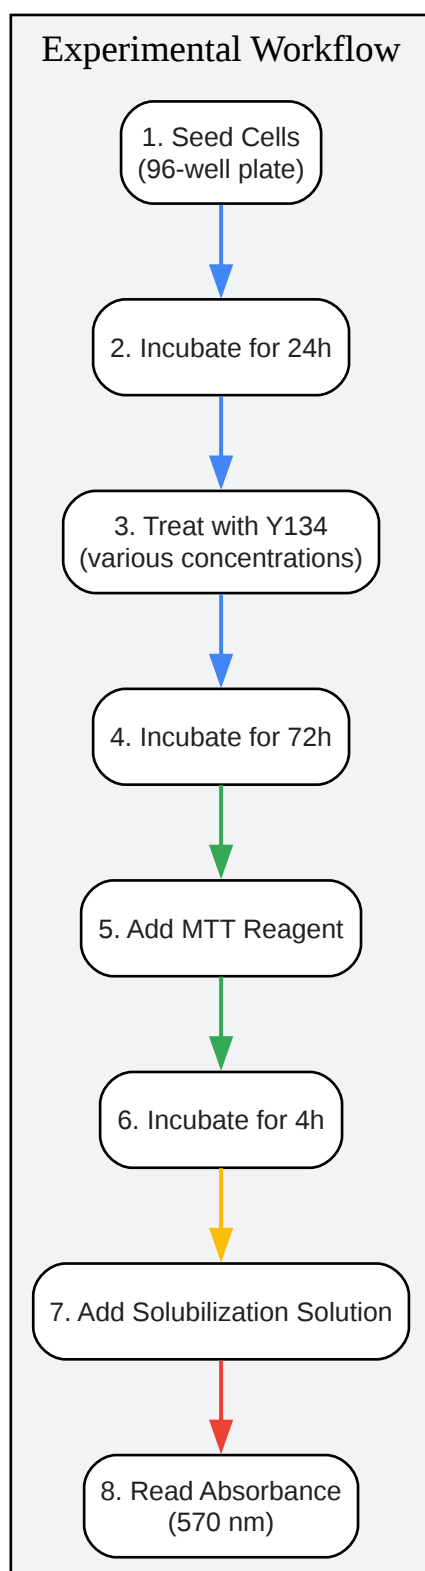 Experimental Workflow
1. Seed Cells
(96-well plate)
2. Incubate for 24h
3. Treat with Y134
(various concentrations)
4. Incubate for 72h
5. Add MTT Reagent
6. Incubate for 4h
7. Add Solubilization Solution
8. Read Absorbance
(570 nm)